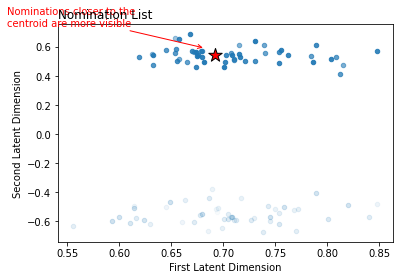 Nomination List
Nominations closer to the
centroid are more visible
0.6
0.4
0.2
0.0
−0.2
−0.4
−0.6
Second Latent Dimension
0.55 0.60 0.65 0.70 0.75 0.80 0.85
First Latent Dimension